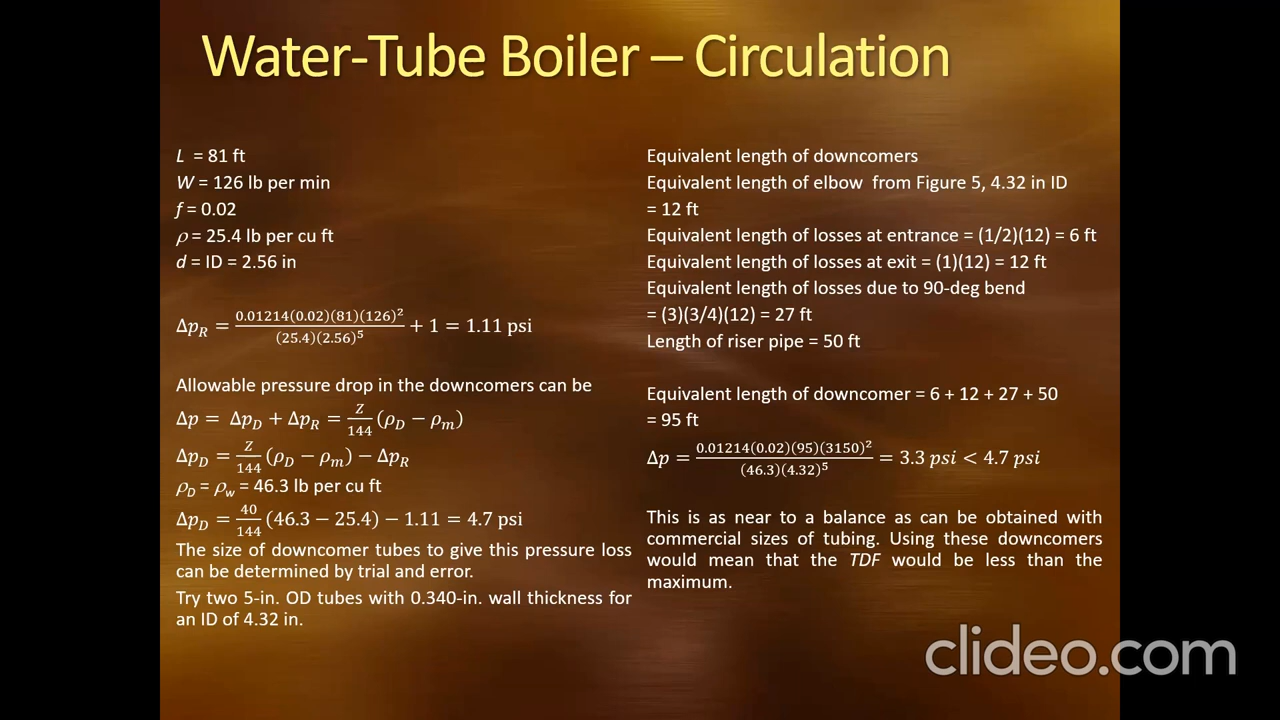 Water-Tube Boiler – Circulation
L = 81 ft
W = 126 lb per min
f = 0.02
ρ = 25.4 lb per cu ft
d = ID = 2.56 in
Δp_R = 0.01214(0.02)(81)(126)² / (25.4)(2.56)⁵ + 1 = 1.11 psi
Allowable pressure drop in the downcomers can be
Δp = Δp_D + Δp_R = Z/144 (ρ_D − ρ_m)
Δp_D = Z/144 (ρ_D − ρ_m) − Δp_R
ρ_D = ρ_w = 46.3 lb per cu ft
Δp_D = 40/144 (46.3 − 25.4) − 1.11 = 4.7 psi
The size of downcomer tubes to give this pressure loss
can be determined by trial and error.
Try two 5-in. OD tubes with 0.340-in. wall thickness for
an ID of 4.32 in.
Equivalent length of downcomers
Equivalent length of elbow from Figure 5, 4.32 in ID
= 12 ft
Equivalent length of losses at entrance = (1/2)(12) = 6 ft
Equivalent length of losses at exit = (1)(12) = 12 ft
Equivalent length of losses due to 90-deg bend
= (3)(3/4)(12) = 27 ft
Length of riser pipe = 50 ft
Equivalent length of downcomer = 6 + 12 + 27 + 50
= 95 ft
Δp = 0.01214(0.02)(95)(3150)² / (46.3)(4.32)⁵ = 3.3 psi < 4.7 psi
This is as near to a balance as can be obtained with
commercial sizes of tubing. Using these downcomers
would mean that the TDF would be less than the
maximum.
clideo.com